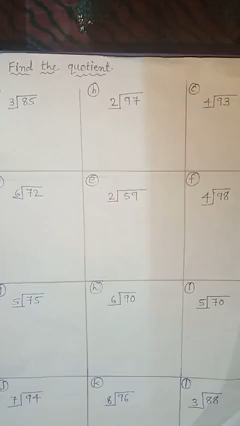 Find the quotient.
(b) (c)
3⟌85 2⟌97 4⟌93
(e) (f)
6⟌72 2⟌59 4⟌98
(h) (i)
5⟌75 6⟌90 5⟌70
(j) (k) (l)
7⟌94 8⟌96 3⟌88